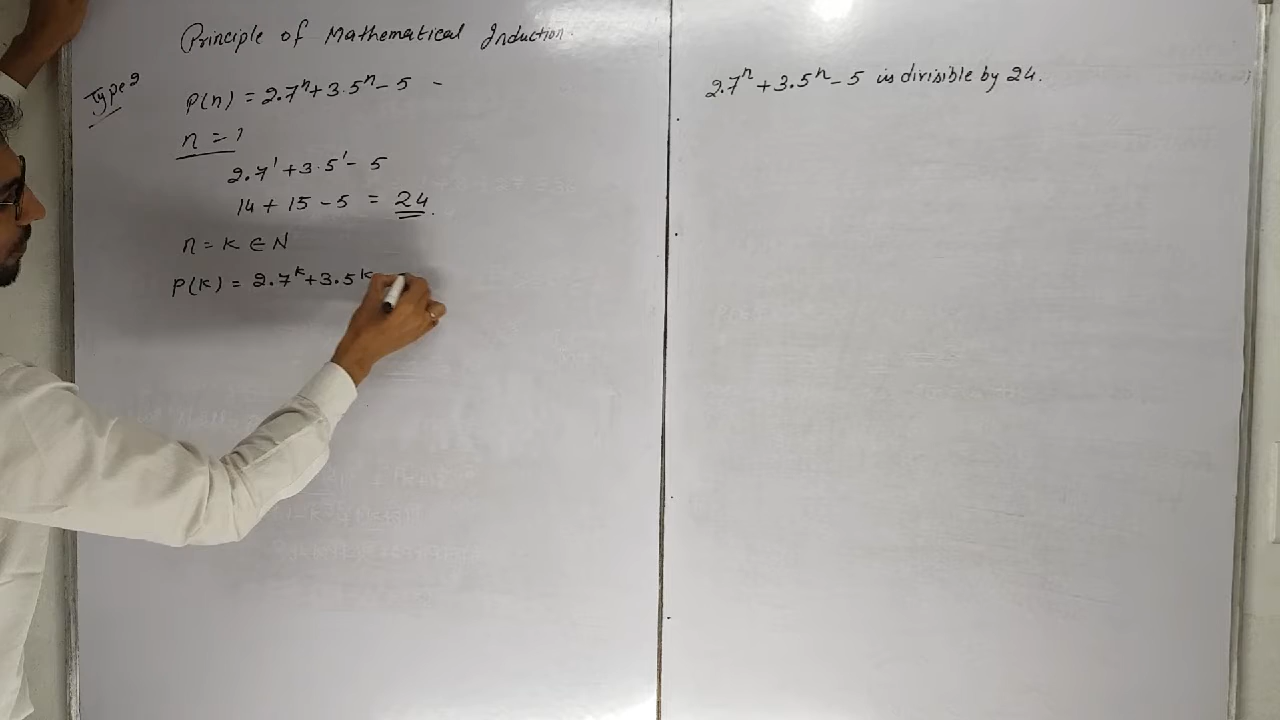 Principle of Mathematical Induction.
Type 2
P(n) = 2.7ⁿ + 3.5ⁿ - 5 -
n = 1
2.7¹ + 3.5¹ - 5
14 + 15 - 5 = 24.
n = k ∈ N
P(k) = 2.7ᵏ + 3.5ᵏ
2.7ⁿ + 3.5ⁿ - 5 is divisible by 24.